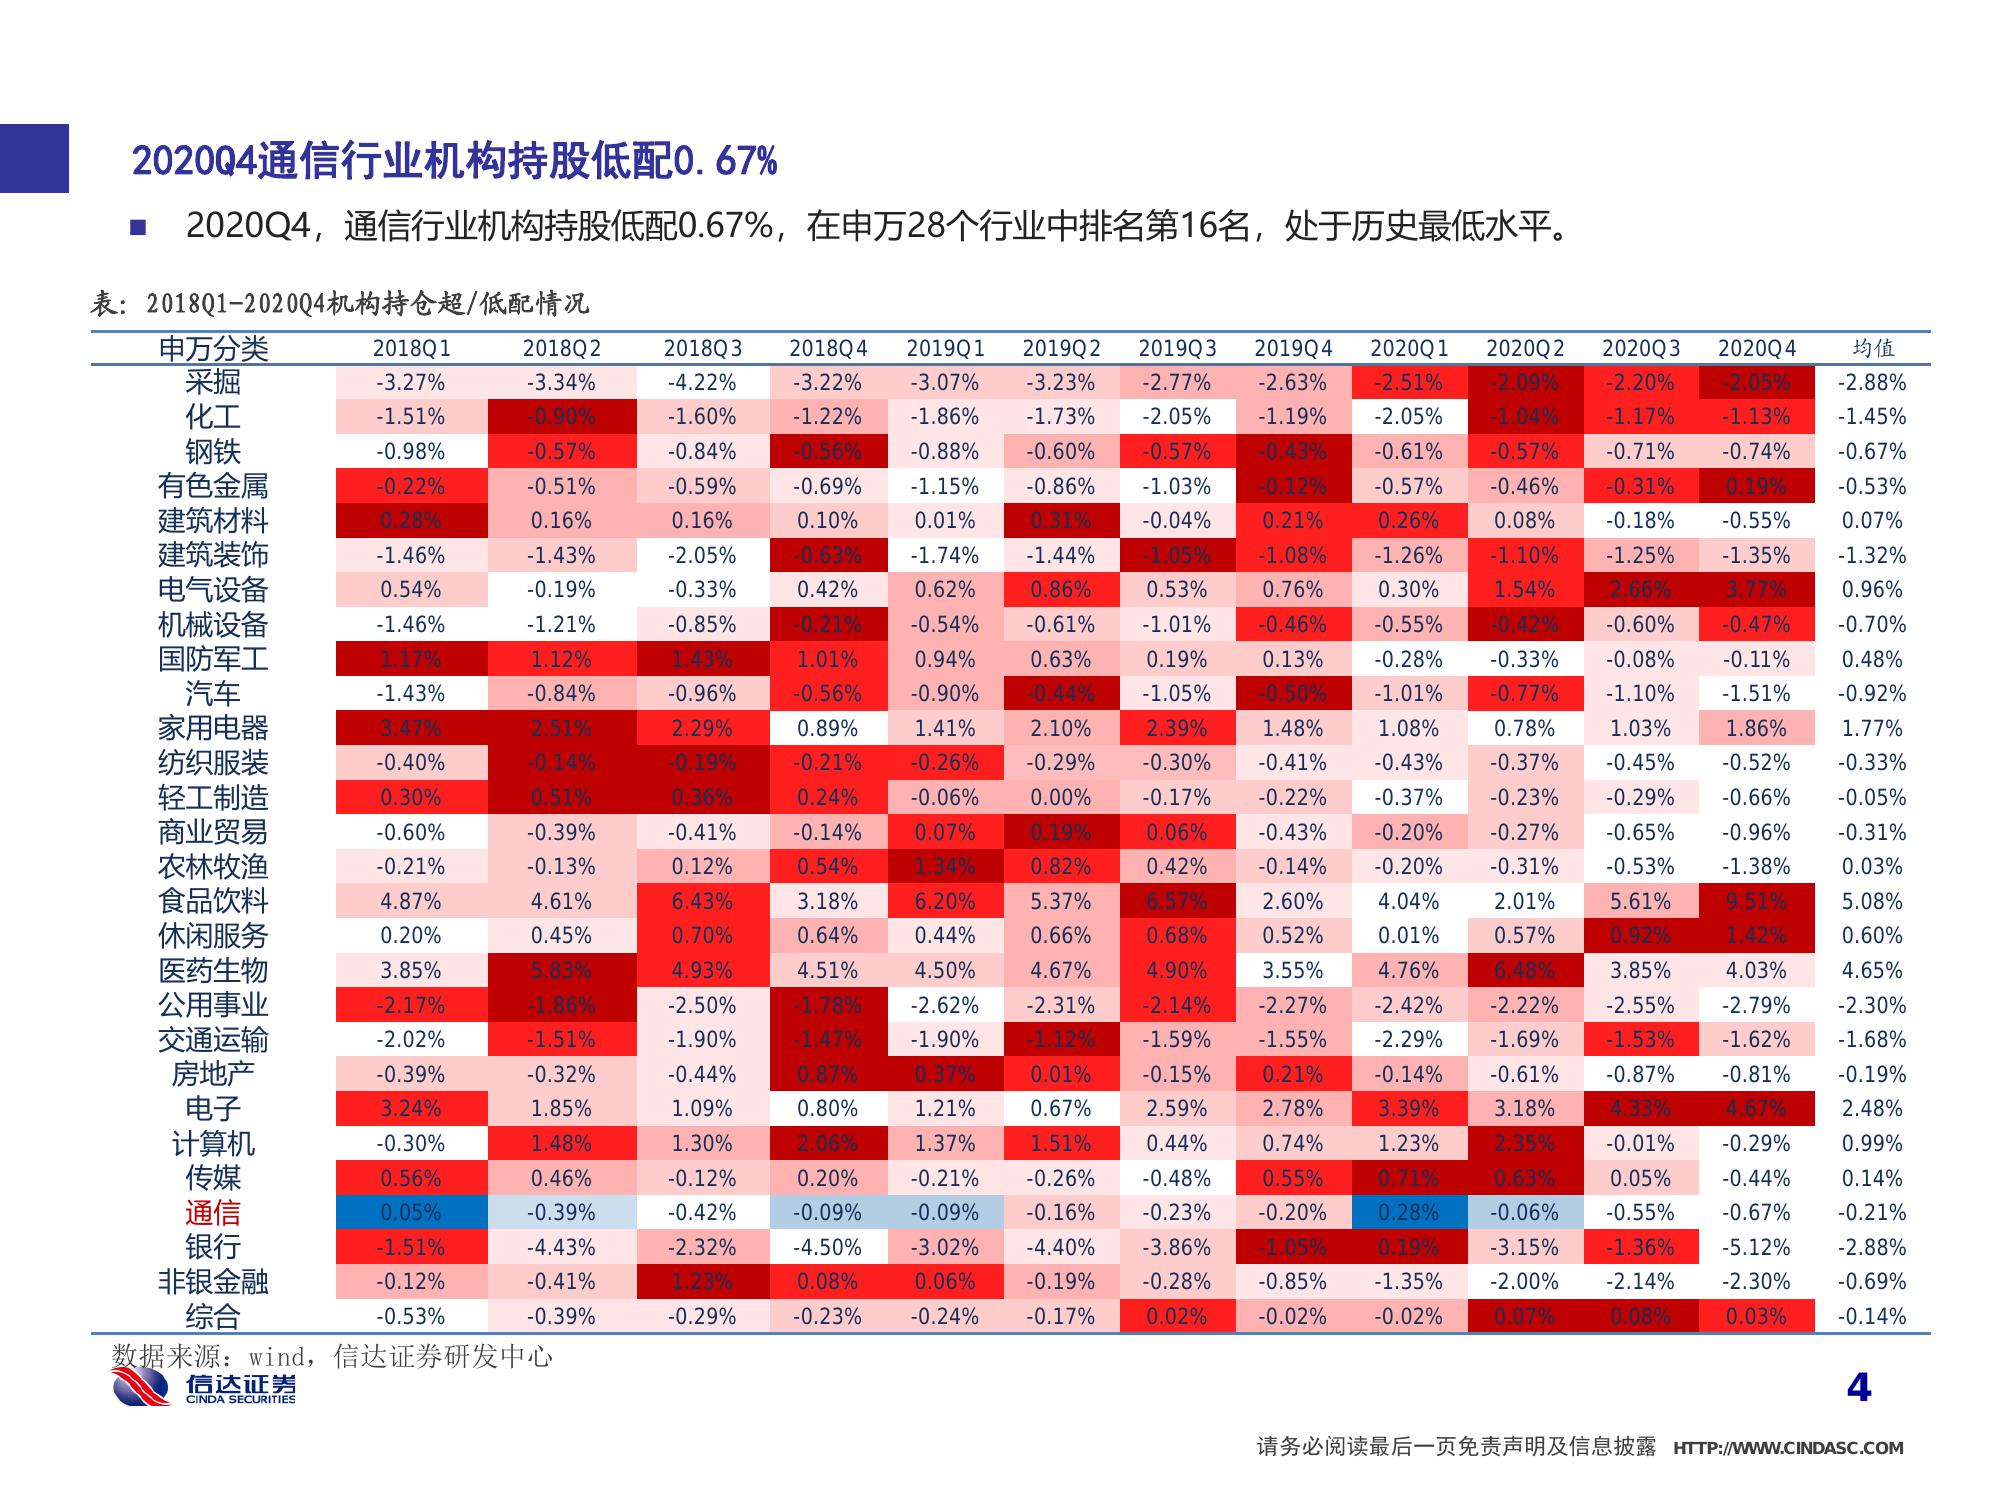 2020Q4通信行业机构持股低配0.67%
■ 2020Q4，通信行业机构持股低配0.67%，在申万28个行业中排名第16名，处于历史最低水平。
表：2018Q1-2020Q4机构持仓超/低配情况
申万分类 2018Q1 2018Q2 2018Q3 2018Q4 2019Q1 2019Q2 2019Q3 2019Q4 2020Q1 2020Q2 2020Q3 2020Q4 均值
采掘 -3.27% -3.34% -4.22% -3.22% -3.07% -3.23% -2.77% -2.63% -2.51% -2.09% -2.20% -2.05% -2.88%
化工 -1.51% -0.90% -1.60% -1.22% -1.86% -1.73% -2.05% -1.19% -2.05% -1.04% -1.17% -1.13% -1.45%
钢铁 -0.98% -0.57% -0.84% -0.56% -0.88% -0.60% -0.57% -0.43% -0.61% -0.57% -0.71% -0.74% -0.67%
有色金属 -0.22% -0.51% -0.59% -0.69% -1.15% -0.86% -1.03% -0.12% -0.57% -0.46% -0.31% 0.19% -0.53%
建筑材料 0.28% 0.16% 0.16% 0.10% 0.01% 0.31% -0.04% 0.21% 0.26% 0.08% -0.18% -0.55% 0.07%
建筑装饰 -1.46% -1.43% -2.05% -0.63% -1.74% -1.44% -1.05% -1.08% -1.26% -1.10% -1.25% -1.35% -1.32%
电气设备 0.54% -0.19% -0.33% 0.42% 0.62% 0.86% 0.53% 0.76% 0.30% 1.54% 2.66% 3.77% 0.96%
机械设备 -1.46% -1.21% -0.85% -0.21% -0.54% -0.61% -1.01% -0.46% -0.55% -0.42% -0.60% -0.47% -0.70%
国防军工 1.17% 1.12% 1.43% 1.01% 0.94% 0.63% 0.19% 0.13% -0.28% -0.33% -0.08% -0.11% 0.48%
汽车 -1.43% -0.84% -0.96% -0.56% -0.90% -0.44% -1.05% -0.50% -1.01% -0.77% -1.10% -1.51% -0.92%
家用电器 3.47% 2.51% 2.29% 0.89% 1.41% 2.10% 2.39% 1.48% 1.08% 0.78% 1.03% 1.86% 1.77%
纺织服装 -0.40% -0.14% -0.19% -0.21% -0.26% -0.29% -0.30% -0.41% -0.43% -0.37% -0.45% -0.52% -0.33%
轻工制造 0.30% 0.51% 0.36% 0.24% -0.06% 0.00% -0.17% -0.22% -0.37% -0.23% -0.29% -0.66% -0.05%
商业贸易 -0.60% -0.39% -0.41% -0.14% 0.07% 0.19% 0.06% -0.43% -0.20% -0.27% -0.65% -0.96% -0.31%
农林牧渔 -0.21% -0.13% 0.12% 0.54% 1.34% 0.82% 0.42% -0.14% -0.20% -0.31% -0.53% -1.38% 0.03%
食品饮料 4.87% 4.61% 6.43% 3.18% 6.20% 5.37% 6.57% 2.60% 4.04% 2.01% 5.61% 9.51% 5.08%
休闲服务 0.20% 0.45% 0.70% 0.64% 0.44% 0.66% 0.68% 0.52% 0.01% 0.57% 0.92% 1.42% 0.60%
医药生物 3.85% 5.83% 4.93% 4.51% 4.50% 4.67% 4.90% 3.55% 4.76% 6.48% 3.85% 4.03% 4.65%
公用事业 -2.17% -1.86% -2.50% -1.78% -2.62% -2.31% -2.14% -2.27% -2.42% -2.22% -2.55% -2.79% -2.30%
交通运输 -2.02% -1.51% -1.90% -1.47% -1.90% -1.12% -1.59% -1.55% -2.29% -1.69% -1.53% -1.62% -1.68%
房地产 -0.39% -0.32% -0.44% 0.87% 0.37% 0.01% -0.15% 0.21% -0.14% -0.61% -0.87% -0.81% -0.19%
电子 3.24% 1.85% 1.09% 0.80% 1.21% 0.67% 2.59% 2.78% 3.39% 3.18% 4.33% 4.67% 2.48%
计算机 -0.30% 1.48% 1.30% 2.06% 1.37% 1.51% 0.44% 0.74% 1.23% 2.35% -0.01% -0.29% 0.99%
传媒 0.56% 0.46% -0.12% 0.20% -0.21% -0.26% -0.48% 0.55% 0.71% 0.63% 0.05% -0.44% 0.14%
通信 0.05% -0.39% -0.42% -0.09% -0.09% -0.16% -0.23% -0.20% 0.28% -0.06% -0.55% -0.67% -0.21%
银行 -1.51% -4.43% -2.32% -4.50% -3.02% -4.40% -3.86% -1.05% 0.19% -3.15% -1.36% -5.12% -2.88%
非银金融 -0.12% -0.41% 1.23% 0.08% 0.06% -0.19% -0.28% -0.85% -1.35% -2.00% -2.14% -2.30% -0.69%
综合 -0.53% -0.39% -0.29% -0.23% -0.24% -0.17% 0.02% -0.02% -0.02% 0.07% 0.08% 0.03% -0.14%
数据来源：wind，信达证券研发中心
信达证券
CINDA SECURITIES
4
请务必阅读最后一页免责声明及信息披露 HTTP://WWW.CINDASC.COM